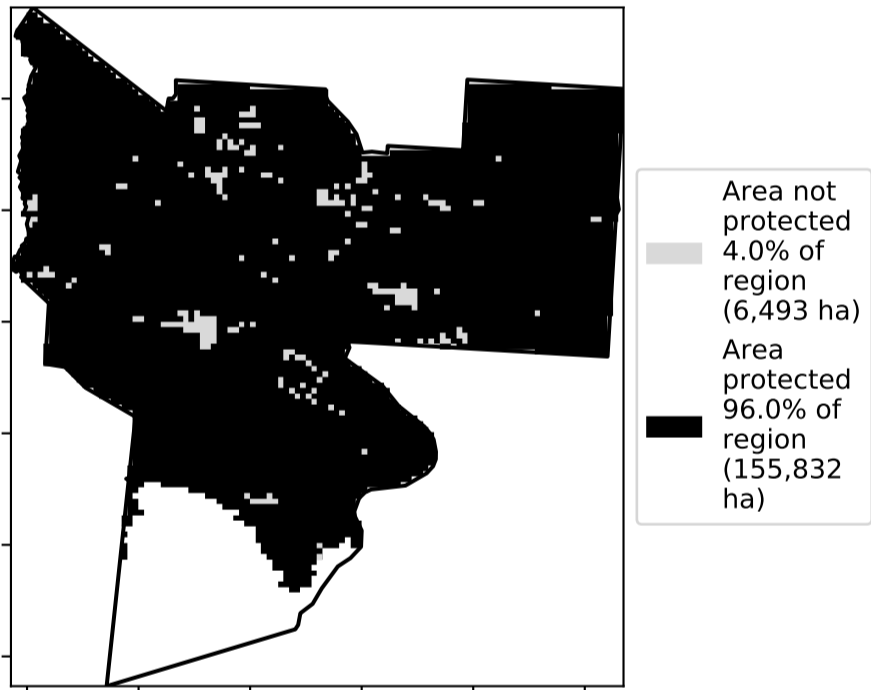 Area not
protected
4.0% of
region
(6,493 ha)
Area
protected
96.0% of
region
(155,832
ha)